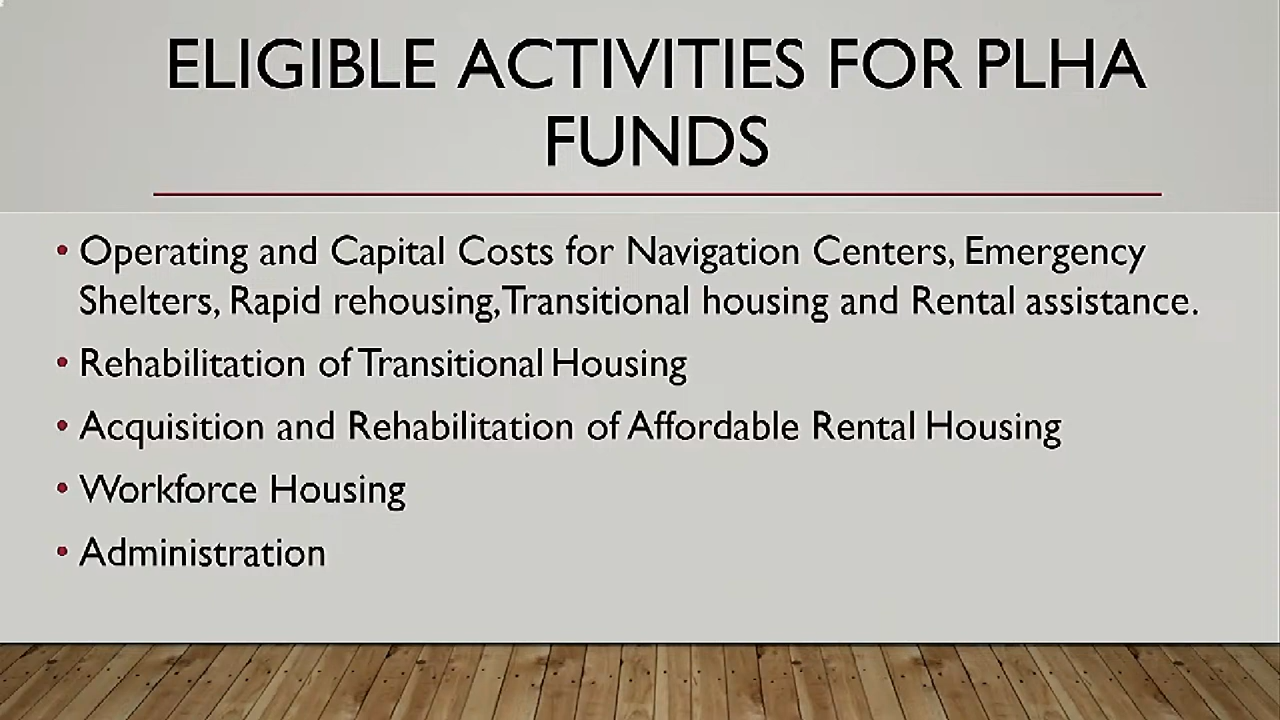 ELIGIBLE ACTIVITIES FOR PLHA
FUNDS
• Operating and Capital Costs for Navigation Centers, Emergency
Shelters, Rapid rehousing,Transitional housing and Rental assistance.
• Rehabilitation of Transitional Housing
• Acquisition and Rehabilitation of Affordable Rental Housing
• Workforce Housing
• Administration